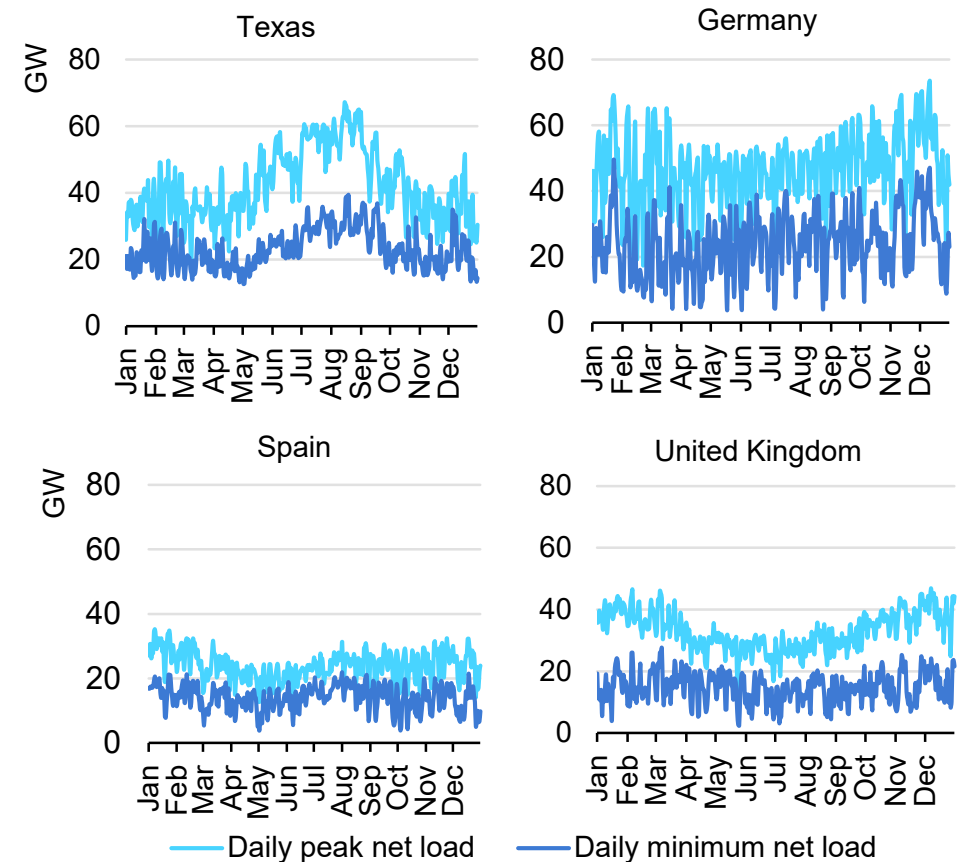 Texas
GW
80
60
40
20
0
Jan Feb Mar Apr May Jun Jul Aug Sep Oct Nov Dec
Germany
80
60
40
20
0
Jan Feb Mar Apr May Jun Jul Aug Sep Oct Nov Dec
Spain
GW
80
60
40
20
0
Jan Feb Mar Apr May Jun Jul Aug Sep Oct Nov Dec
United Kingdom
80
60
40
20
0
Jan Feb Mar Apr May Jun Jul Aug Sep Oct Nov Dec
Daily peak net load Daily minimum net load